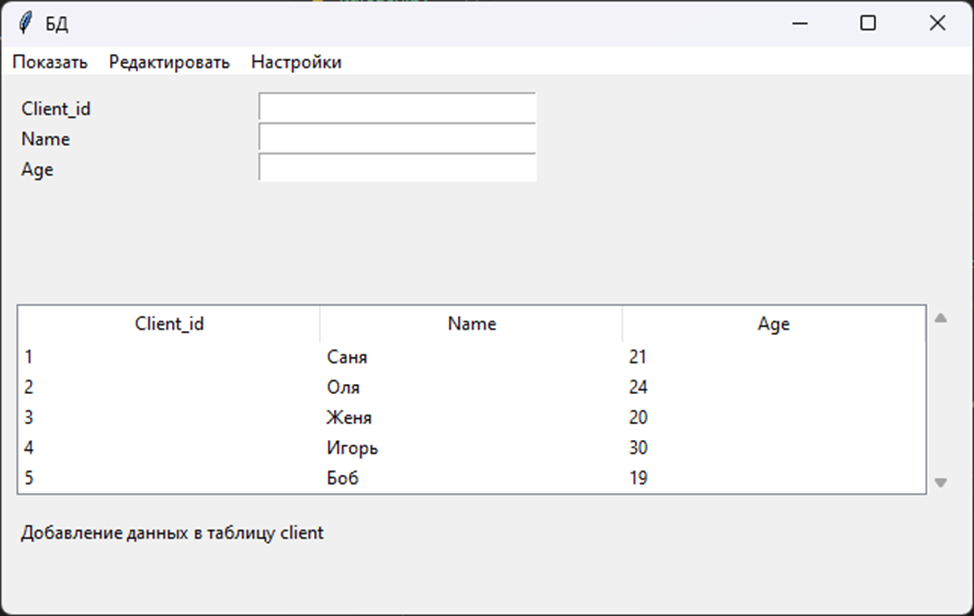 БД
Показать Редактировать Настройки
Client_id
Name
Age
Client_id Name Age
1 Саня 21
2 Оля 24
3 Женя 20
4 Игорь 30
5 Боб 19
Добавление данных в таблицу client